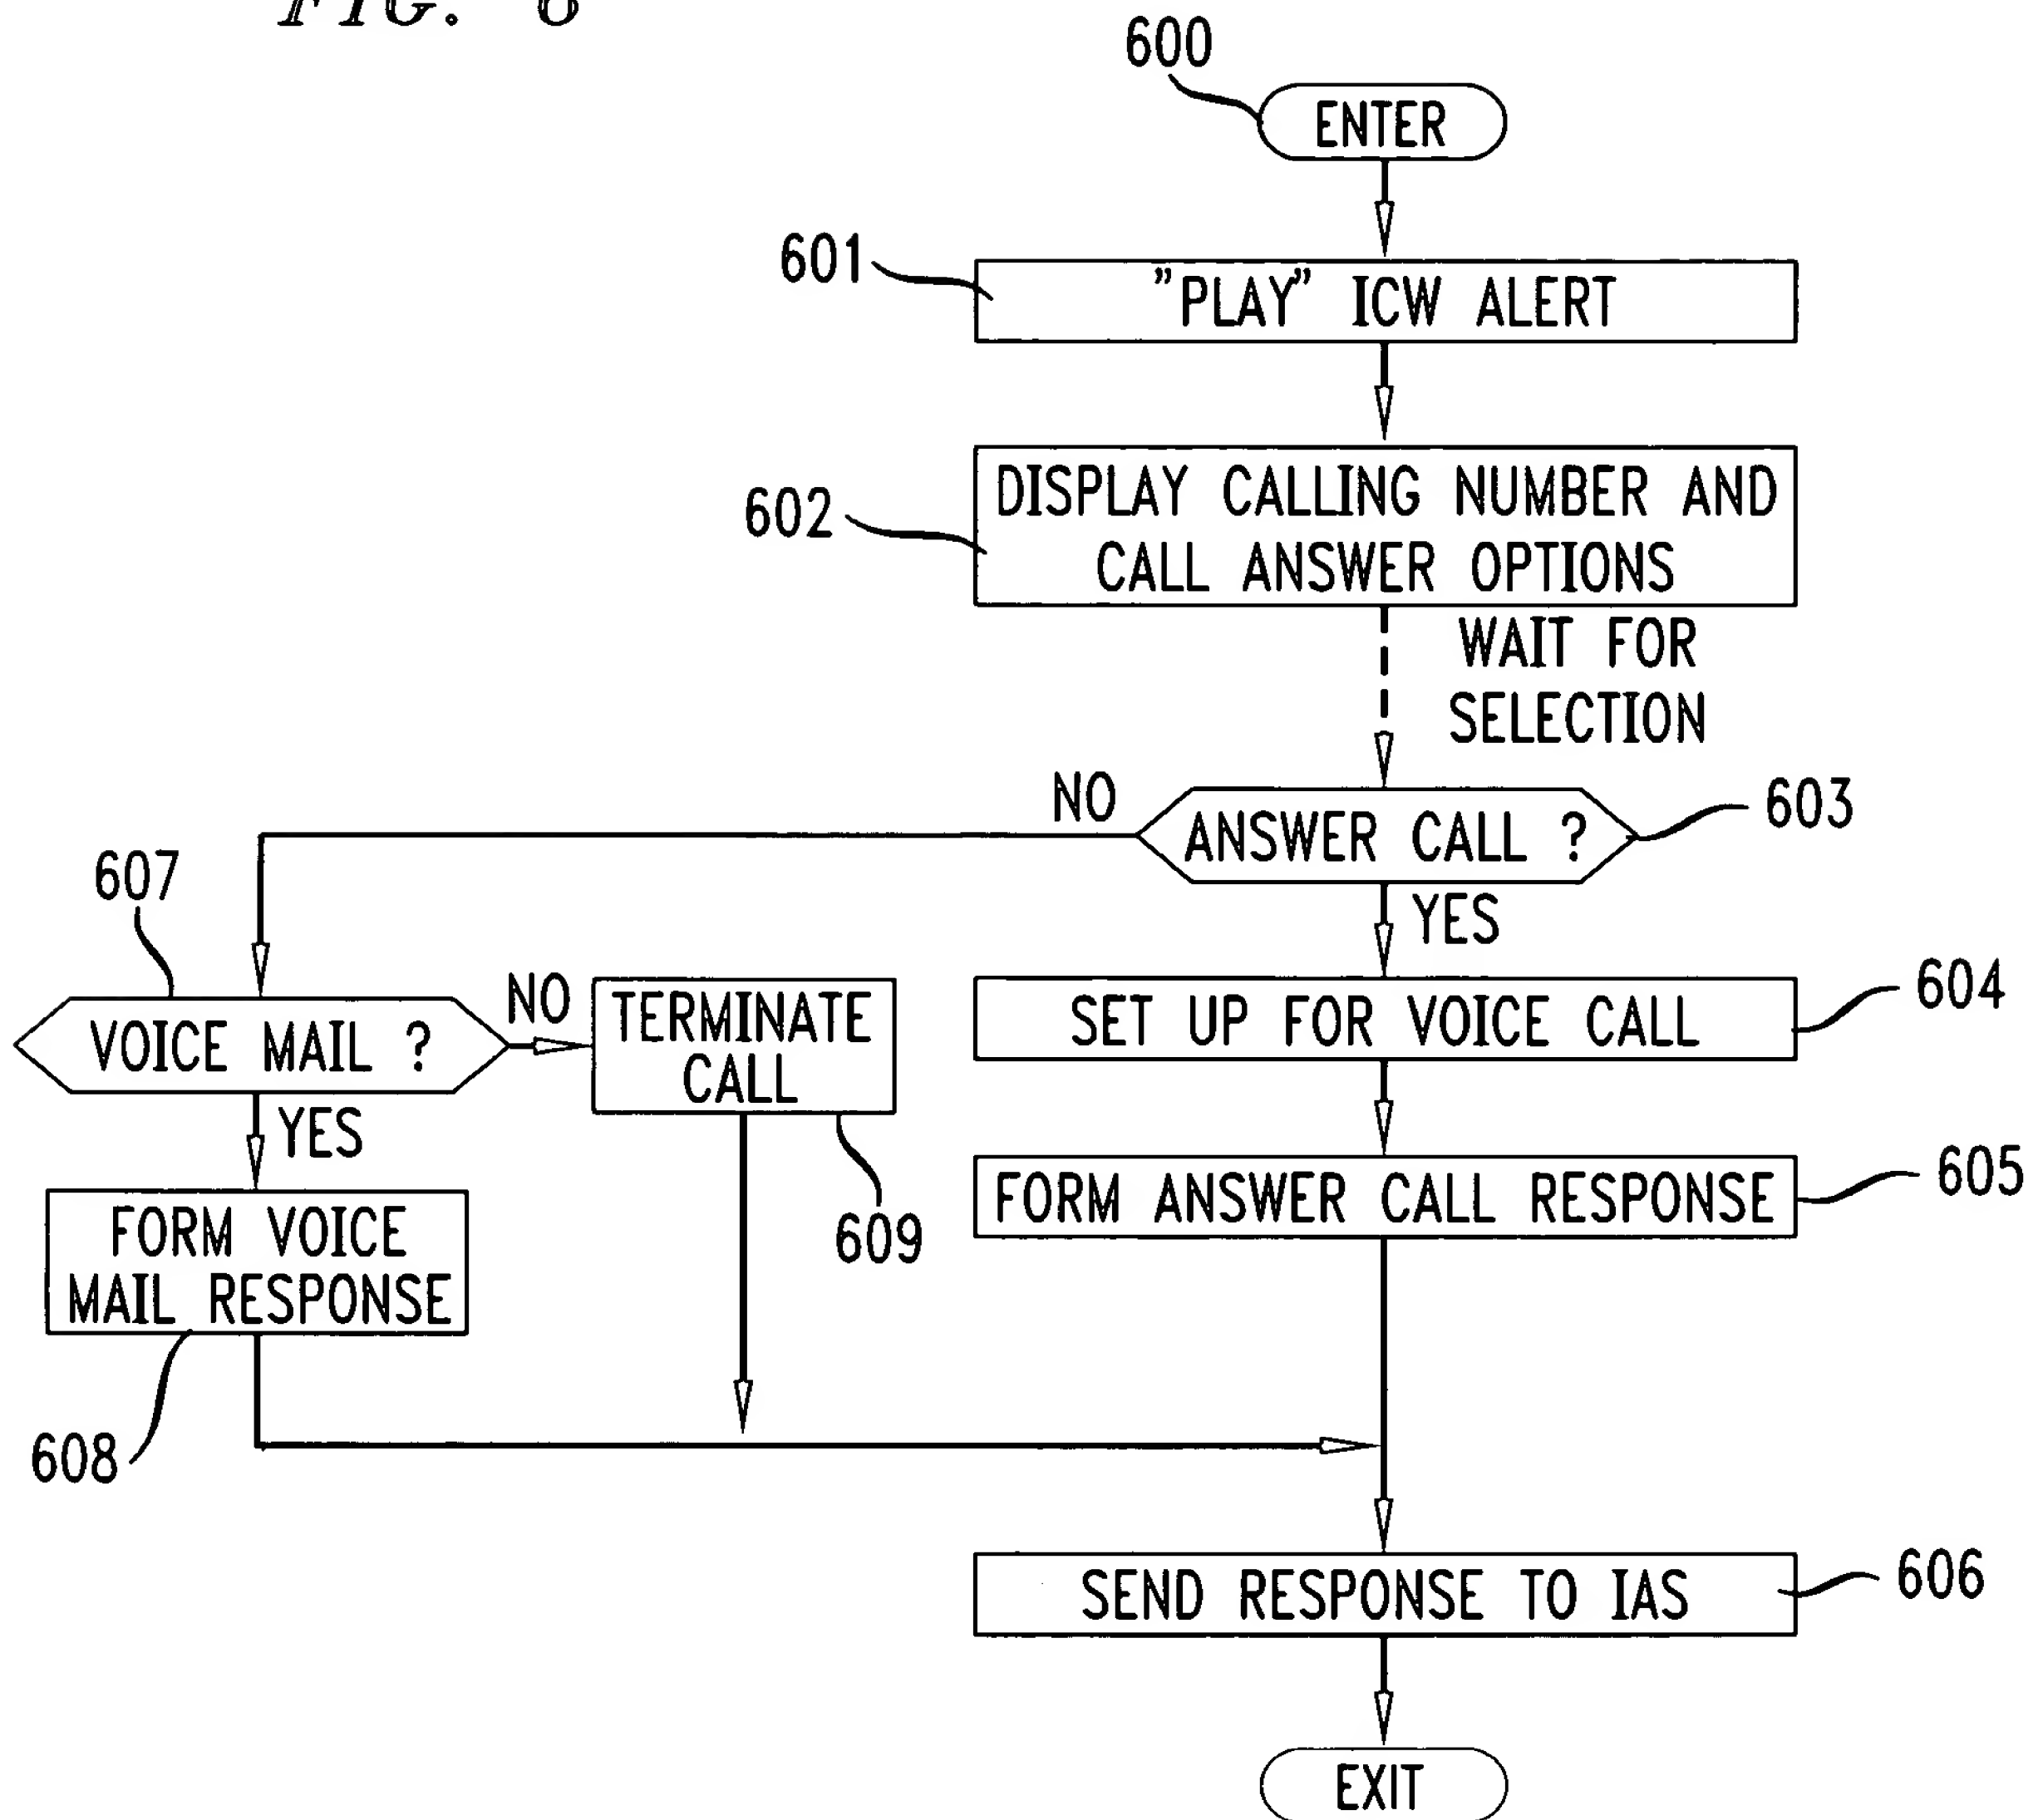 FIG. 6
600
ENTER
601
"PLAY" ICW ALERT
602
DISPLAY CALLING NUMBER AND
CALL ANSWER OPTIONS
WAIT FOR
SELECTION
NO
ANSWER CALL ?
603
607
YES
VOICE MAIL ?
NO
TERMINATE
CALL
SET UP FOR VOICE CALL
604
YES
FORM VOICE
MAIL RESPONSE
609
FORM ANSWER CALL RESPONSE
605
608
SEND RESPONSE TO IAS
606
EXIT